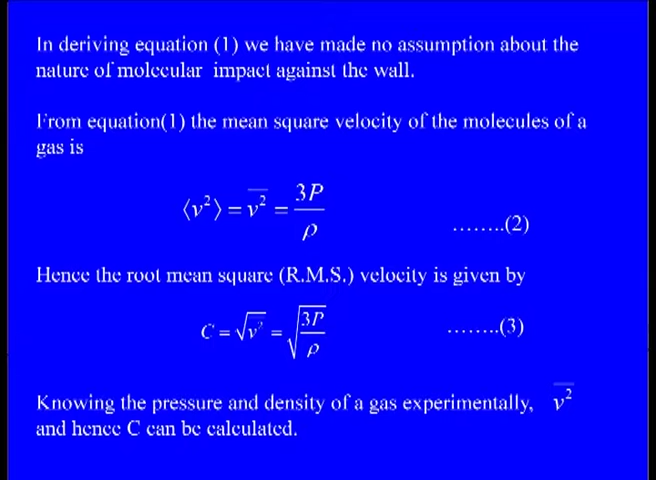 In deriving equation (1) we have made no assumption about the
nature of molecular impact against the wall.
From equation(1) the mean square velocity of the molecules of a
gas is
⟨v²⟩ = v̅²̅ = 3P/ρ ........(2)
Hence the root mean square (R.M.S.) velocity is given by
C = √v̅²̅ = √(3P/ρ) ........(3)
Knowing the pressure and density of a gas experimentally, v̅²̅
and hence C can be calculated.